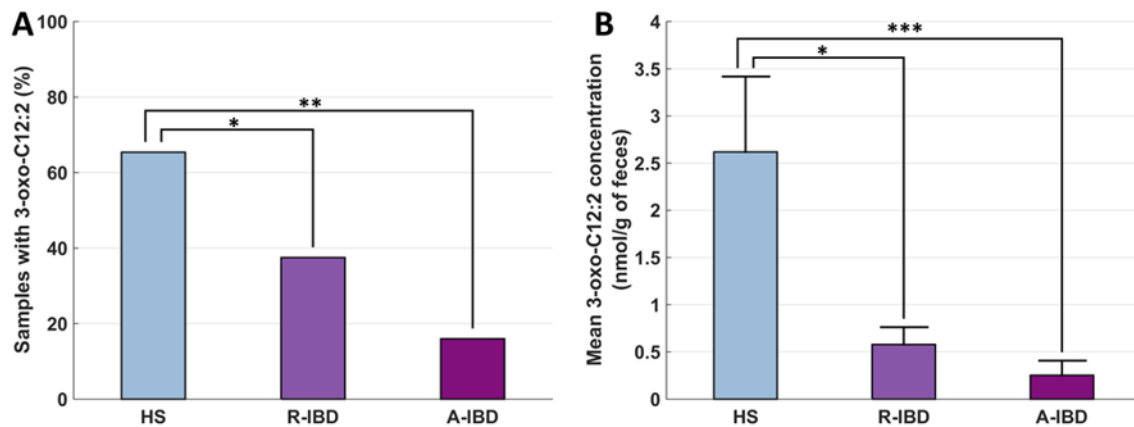 A
Samples with 3-oxo-C12:2 (%)
100
80
60
40
20
0
**
*
HS
R-IBD
A-IBD
B
Mean 3-oxo-C12:2 concentration
(nmol/g of feces)
4
3.5
3
2.5
2
1.5
1
0.5
0
***
*
HS
R-IBD
A-IBD